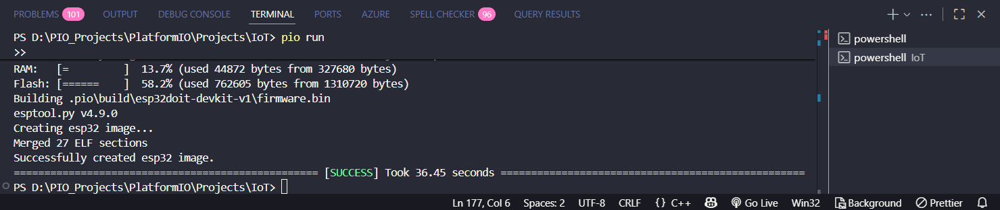 PROBLEMS 101 OUTPUT DEBUG CONSOLE TERMINAL PORTS AZURE SPELL CHECKER 96 QUERY RESULTS
PS D:\PIO_Projects\PlatformIO\Projects\IoT> pio run
>>
RAM:   [=         ]  13.7% (used 44872 bytes from 327680 bytes)
Flash: [======    ]  58.2% (used 762605 bytes from 1310720 bytes)
Building .pio\build\esp32doit-devkit-v1\firmware.bin
esptool.py v4.9.0
Creating esp32 image...
Merged 27 ELF sections
Successfully created esp32 image.
================================================== [SUCCESS] Took 36.45 seconds ==================================================
PS D:\PIO_Projects\PlatformIO\Projects\IoT>
powershell
powershell IoT
Ln 177, Col 6 Spaces: 2 UTF-8 CRLF {} C++ Go Live Win32 Background Prettier